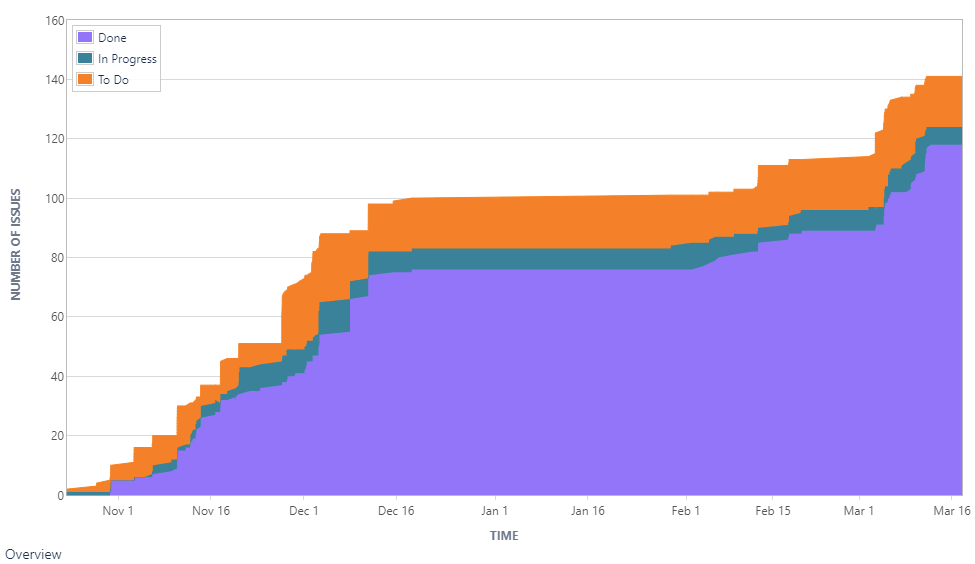 160
Done
In Progress
To Do
140
120
100
80
60
40
20
0
NUMBER OF ISSUES
Nov 1 Nov 16 Dec 1 Dec 16 Jan 1 Jan 16 Feb 1 Feb 15 Mar 1 Mar 16
TIME
Overview